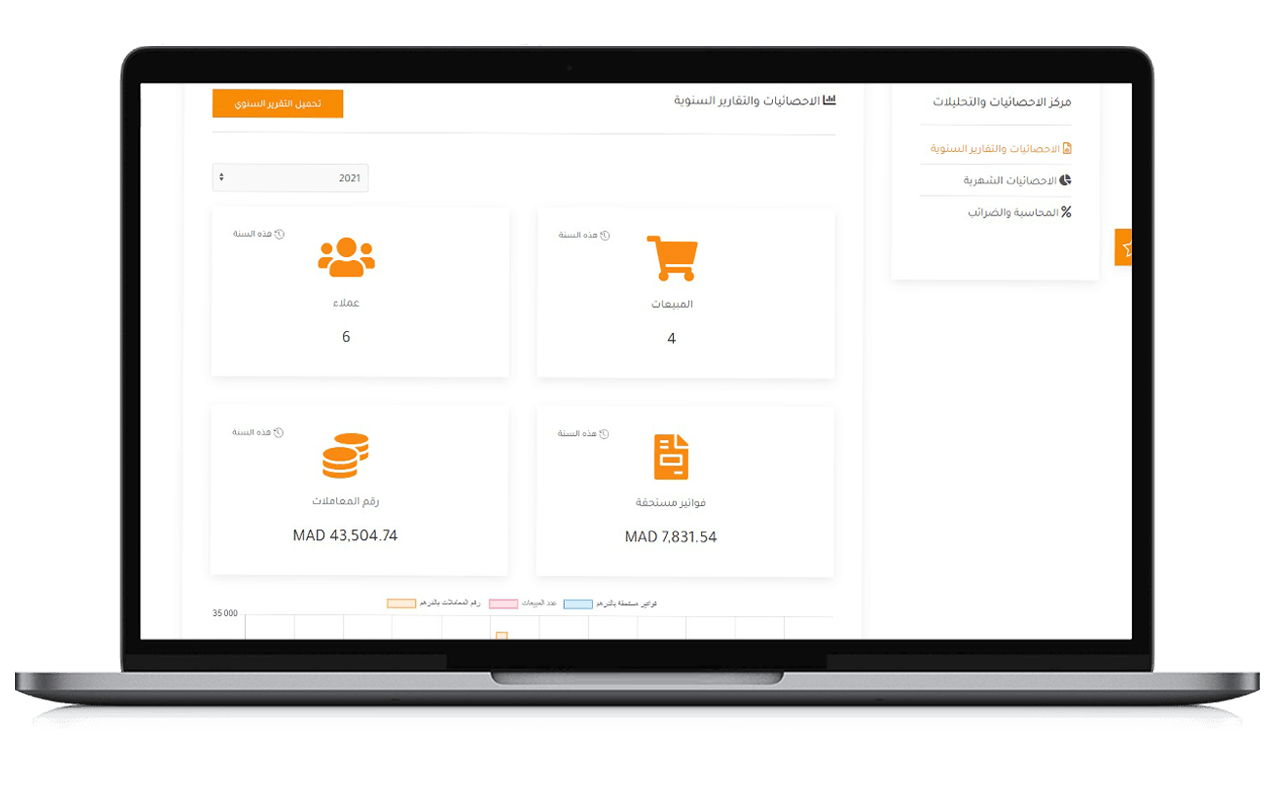 مركز الاحصائيات والتحليلات
الاحصائيات والتقارير السنوية
الاحصائيات الشهرية
المحاسبة والضرائب
الاحصائيات والتقارير السنوية
تحميل التقرير السنوي
2021
هذه السنة
المبيعات
4
هذه السنة
عملاء
6
هذه السنة
فواتير مستحقة
MAD 7,831.54
هذه السنة
رقم المعاملات
MAD 43,504.74
فواتير مستحقة بالدرهم
عدد المبيعات
رقم المعاملات بالدرهم
35 000